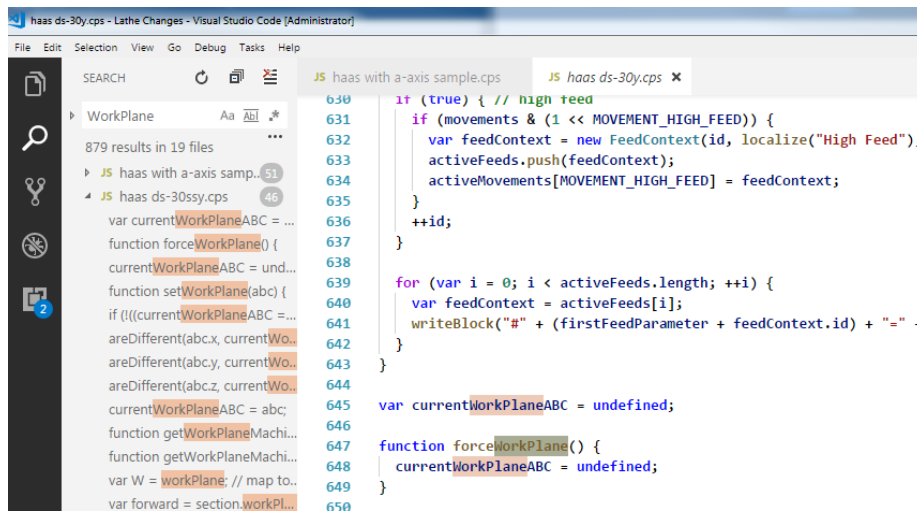 haas ds-30y.cps - Lathe Changes - Visual Studio Code [Administrator]
File Edit Selection View Go Debug Tasks Help
SEARCH
WorkPlane Aa Abl .*
879 results in 19 files
JS haas with a-axis samp... 51
JS haas ds-30ssy.cps 46
var currentWorkPlaneABC = ...
function forceWorkPlane() {
currentWorkPlaneABC = und...
function setWorkPlane(abc) {
if (!((currentWorkPlaneABC =...
areDifferent(abc.x, currentWo...
areDifferent(abc.y, currentWo...
areDifferent(abc.z, currentWo...
currentWorkPlaneABC = abc;
function getWorkPlaneMachi...
function getWorkPlaneMachi...
var W = workPlane; // map to...
var forward = section.workPl...
2
JS haas with a-axis sample.cps JS haas ds-30y.cps ×
630 if (true) { // high feed
631 if (movements & (1 << MOVEMENT_HIGH_FEED)) {
632 var feedContext = new FeedContext(id, localize("High Feed"),
633 activeFeeds.push(feedContext);
634 activeMovements[MOVEMENT_HIGH_FEED] = feedContext;
635 }
636 ++id;
637 }
638
639 for (var i = 0; i < activeFeeds.length; ++i) {
640 var feedContext = activeFeeds[i];
641 writeBlock("#" + (firstFeedParameter + feedContext.id) + "=" +
642 }
643 }
644
645 var currentWorkPlaneABC = undefined;
646
647 function forceWorkPlane() {
648 currentWorkPlaneABC = undefined;
649 }
650